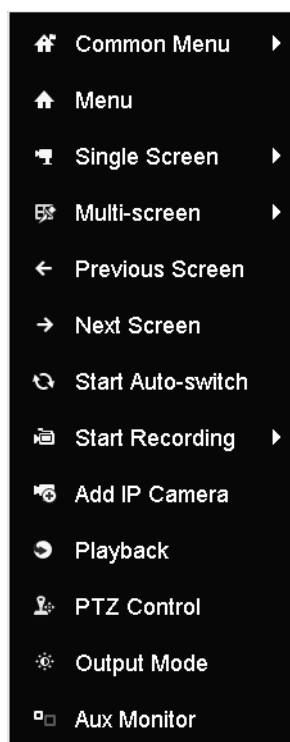 Common Menu
Menu
Single Screen
Multi-screen
Previous Screen
Next Screen
Start Auto-switch
Start Recording
Add IP Camera
Playback
PTZ Control
Output Mode
Aux Monitor